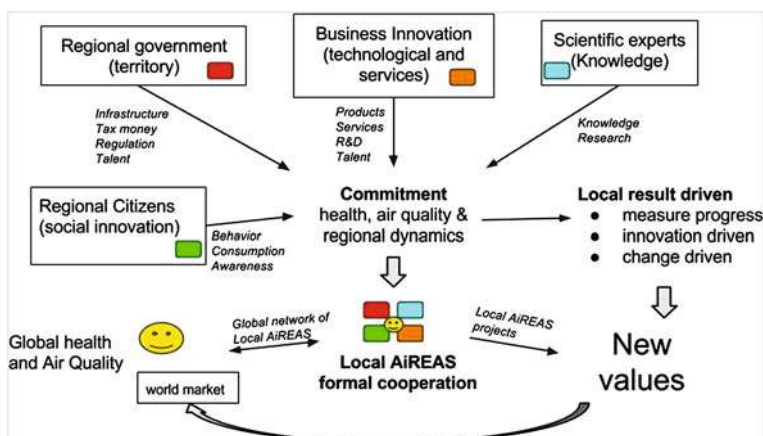 Regional government
(territory)
Business Innovation
(technological and
services)
Scientific experts
(Knowledge)
Infrastructure
Tax money
Regulation
Talent
Products
Services
R&D
Talent
Knowledge
Research
Regional Citizens
(social innovation)
Behavior
Consumption
Awareness
Commitment
health, air quality &
regional dynamics
Local result driven
● measure progress
● innovation driven
● change driven
Global health
and Air Quality
world market
Global network of
Local AiREAS
Local AiREAS
formal cooperation
Local AiREAS
projects
New
values